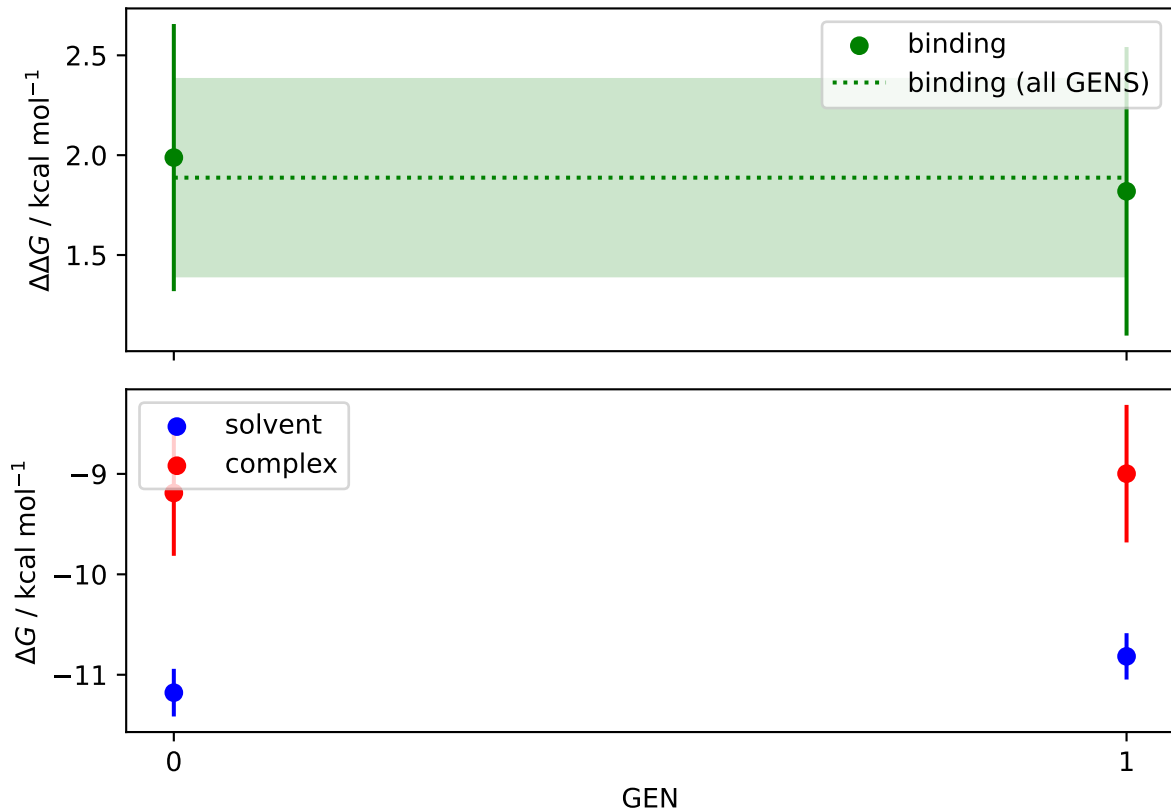 binding
binding (all GENS)
ΔΔG / kcal mol⁻¹
2.5
2.0
1.5
solvent
complex
ΔG / kcal mol⁻¹
−9
−10
−11
0
1
GEN